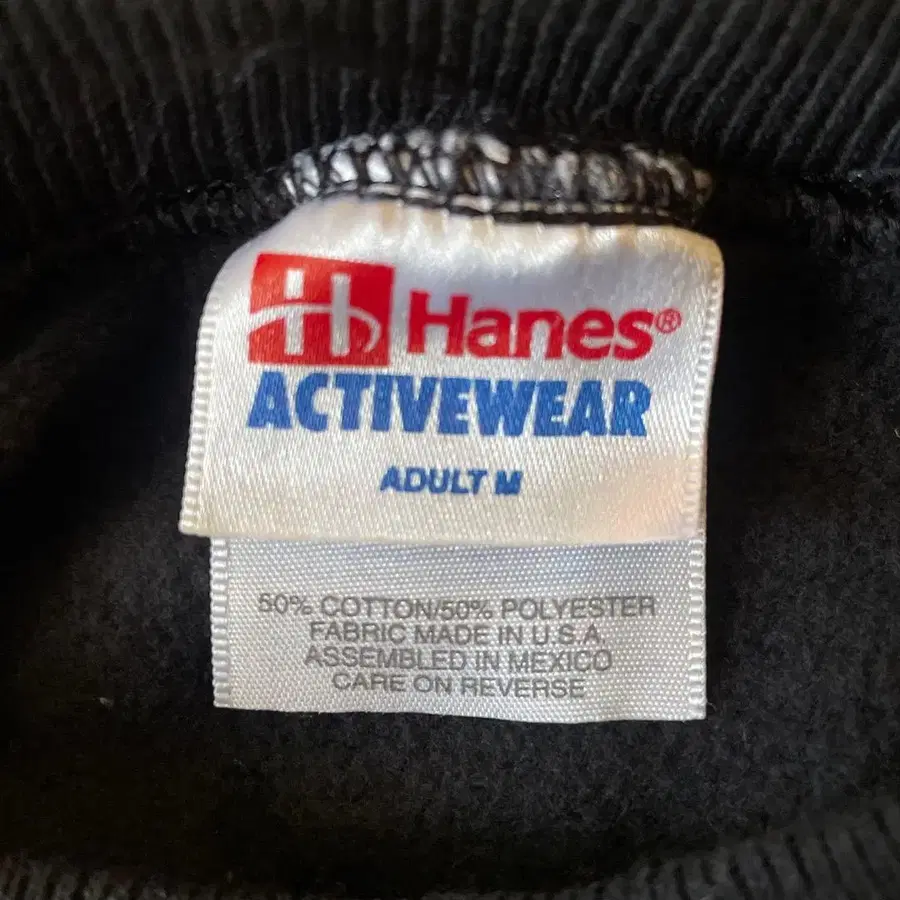 H Hanes®
ACTIVEWEAR
ADULT M
50% COTTON/50% POLYESTER
FABRIC MADE IN U.S.A.
ASSEMBLED IN MEXICO
CARE ON REVERSE